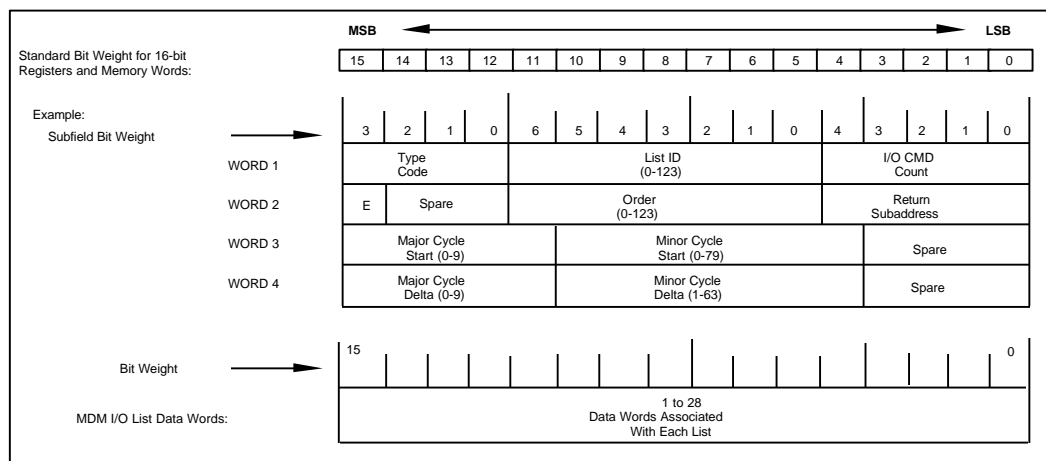 MSB LSB
Standard Bit Weight for 16-bit
Registers and Memory Words:
15 14 13 12 11 10 9 8 7 6 5 4 3 2 1 0
Example:
Subfield Bit Weight
3 2 1 0 6 5 4 3 2 1 0 4 3 2 1 0
WORD 1
Type
Code
List ID
(0-123)
I/O CMD
Count
WORD 2
E
Spare
Order
(0-123)
Return
Subaddress
WORD 3
Major Cycle
Start (0-9)
Minor Cycle
Start (0-79)
Spare
WORD 4
Major Cycle
Delta (0-9)
Minor Cycle
Delta (1-63)
Spare
15 0
Bit Weight
MDM I/O List Data Words:
1 to 28
Data Words Associated
With Each List